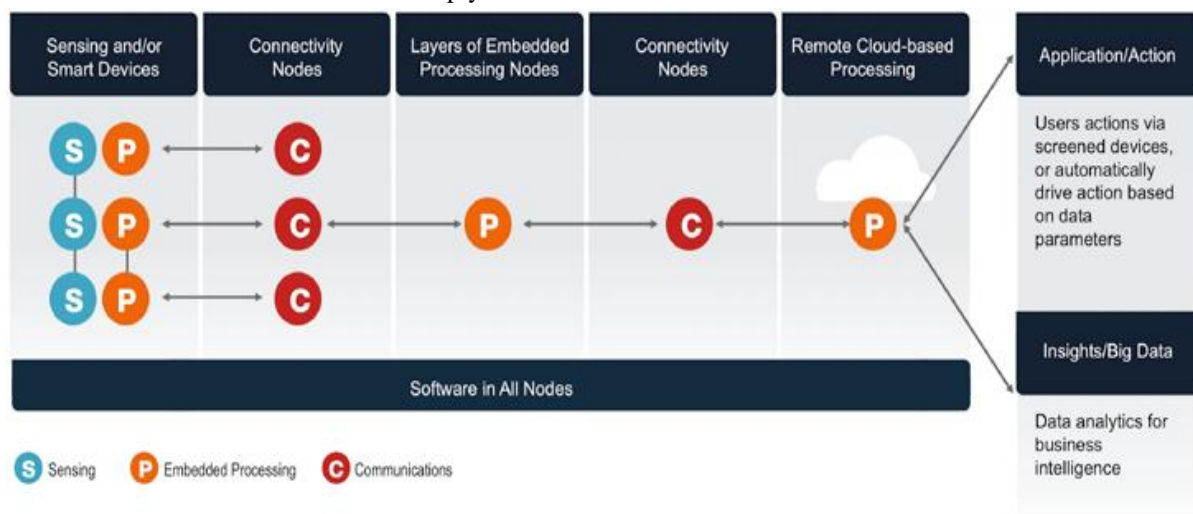 Sensing and/or
Smart Devices
Connectivity
Nodes
Layers of Embedded
Processing Nodes
Connectivity
Nodes
Remote Cloud-based
Processing
Application/Action
S P C
S P C P C P
S P C
Users actions via
screened devices,
or automatically
drive action based
on data
parameters
Insights/Big Data
Data analytics for
business
intelligence
Software in All Nodes
S Sensing
P Embedded Processing
C Communications